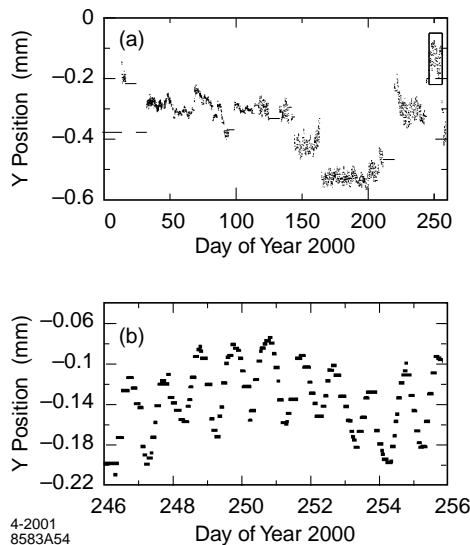 (a)
0
–0.2
–0.4
–0.6
Y Position (mm)
0 50 100 150 200 250
Day of Year 2000
(b)
–0.06
–0.1
–0.14
–0.18
–0.22
Y Position (mm)
246 248 250 252 254 256
Day of Year 2000
4-2001
8583A54